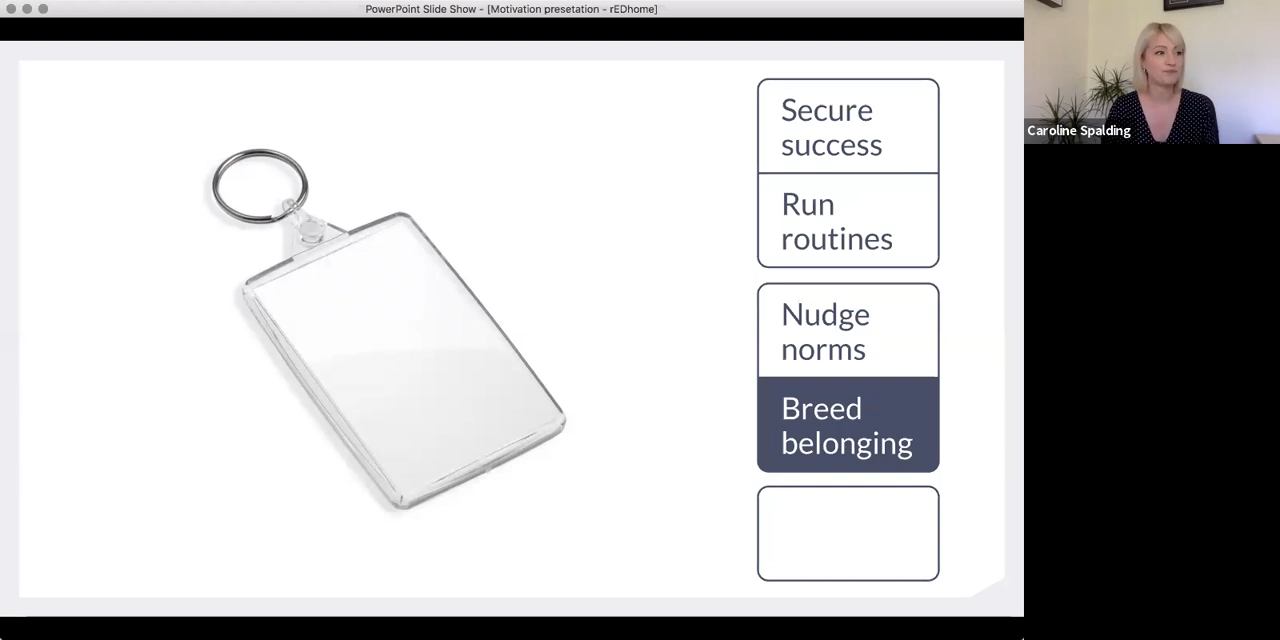 PowerPoint Slide Show - [Motivation presetation - rEDhome]
Secure
success
Run
routines
Nudge
norms
Breed
belonging
Caroline Spalding